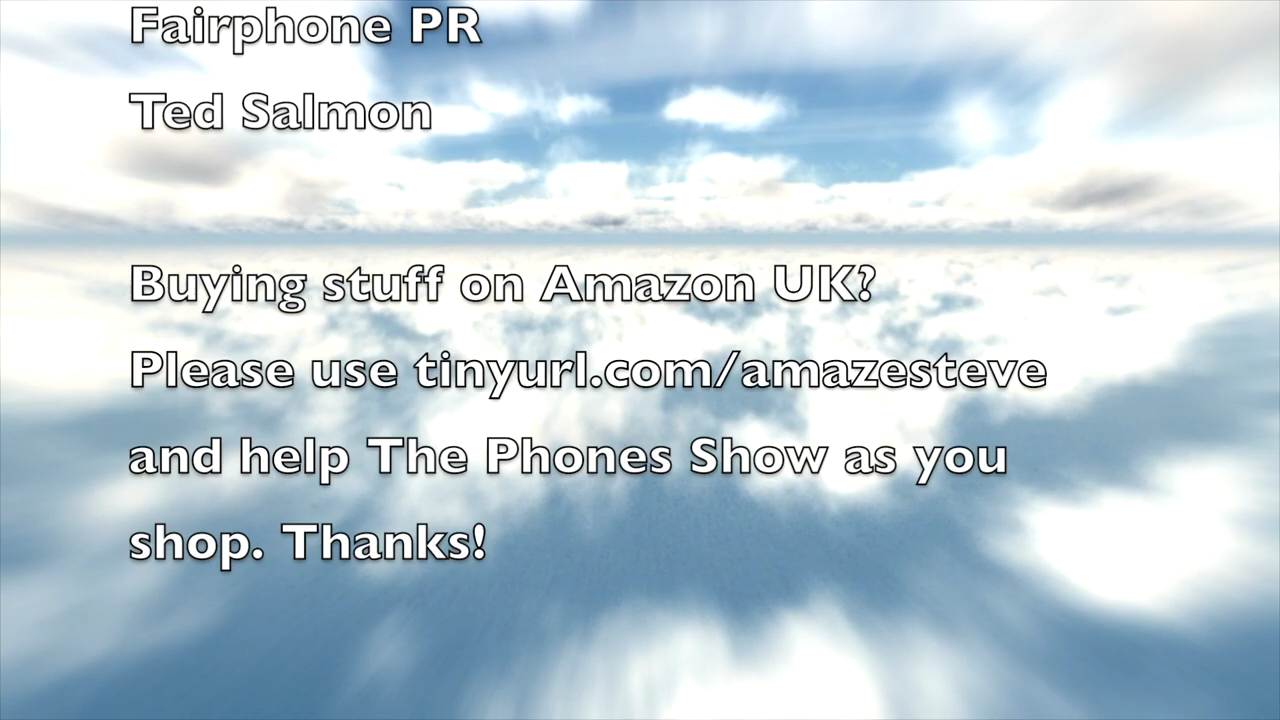 Fairphone PR
Ted Salmon
Buying stuff on Amazon UK?
Please use tinyurl.com/amazesteve
and help The Phones Show as you
shop. Thanks!